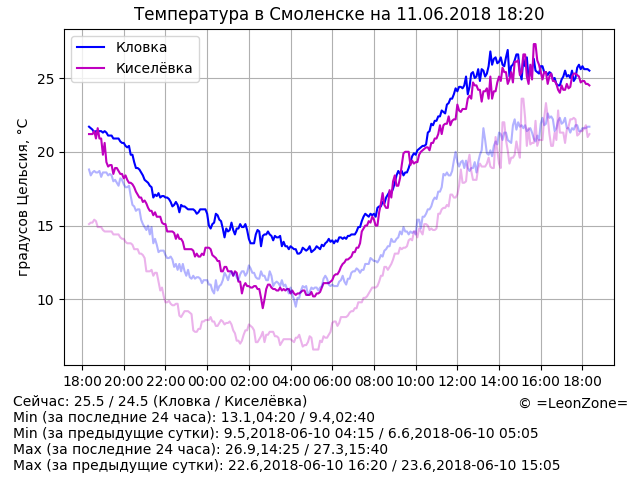 Температура в Смоленске на 11.06.2018 18:20
Кловка
Киселёвка
градусов Цельсия, °C
25
20
15
10
18:00 20:00 22:00 00:00 02:00 04:00 06:00 08:00 10:00 12:00 14:00 16:00 18:00
Сейчас: 25.5 / 24.5 (Кловка / Киселёвка)
© =LeonZone=
Min (за последние 24 часа): 13.1,04:20 / 9.4,02:40
Min (за предыдущие сутки): 9.5,2018-06-10 04:15 / 6.6,2018-06-10 05:05
Max (за последние 24 часа): 26.9,14:25 / 27.3,15:40
Max (за предыдущие сутки): 22.6,2018-06-10 16:20 / 23.6,2018-06-10 15:05